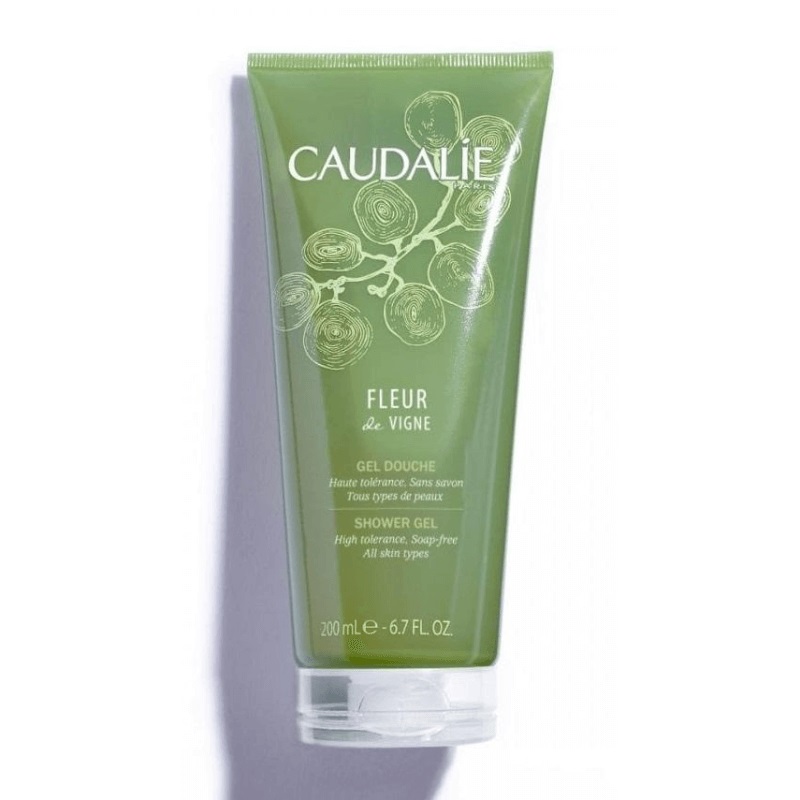 CAUDALIE
PARIS
FLEUR
de VIGNE
GEL DOUCHE
Haute tolérance, Sans savon
Tous types de peaux
SHOWER GEL
High tolerance, Soap-free
All skin types
200 mL e - 6.7 FL. OZ.